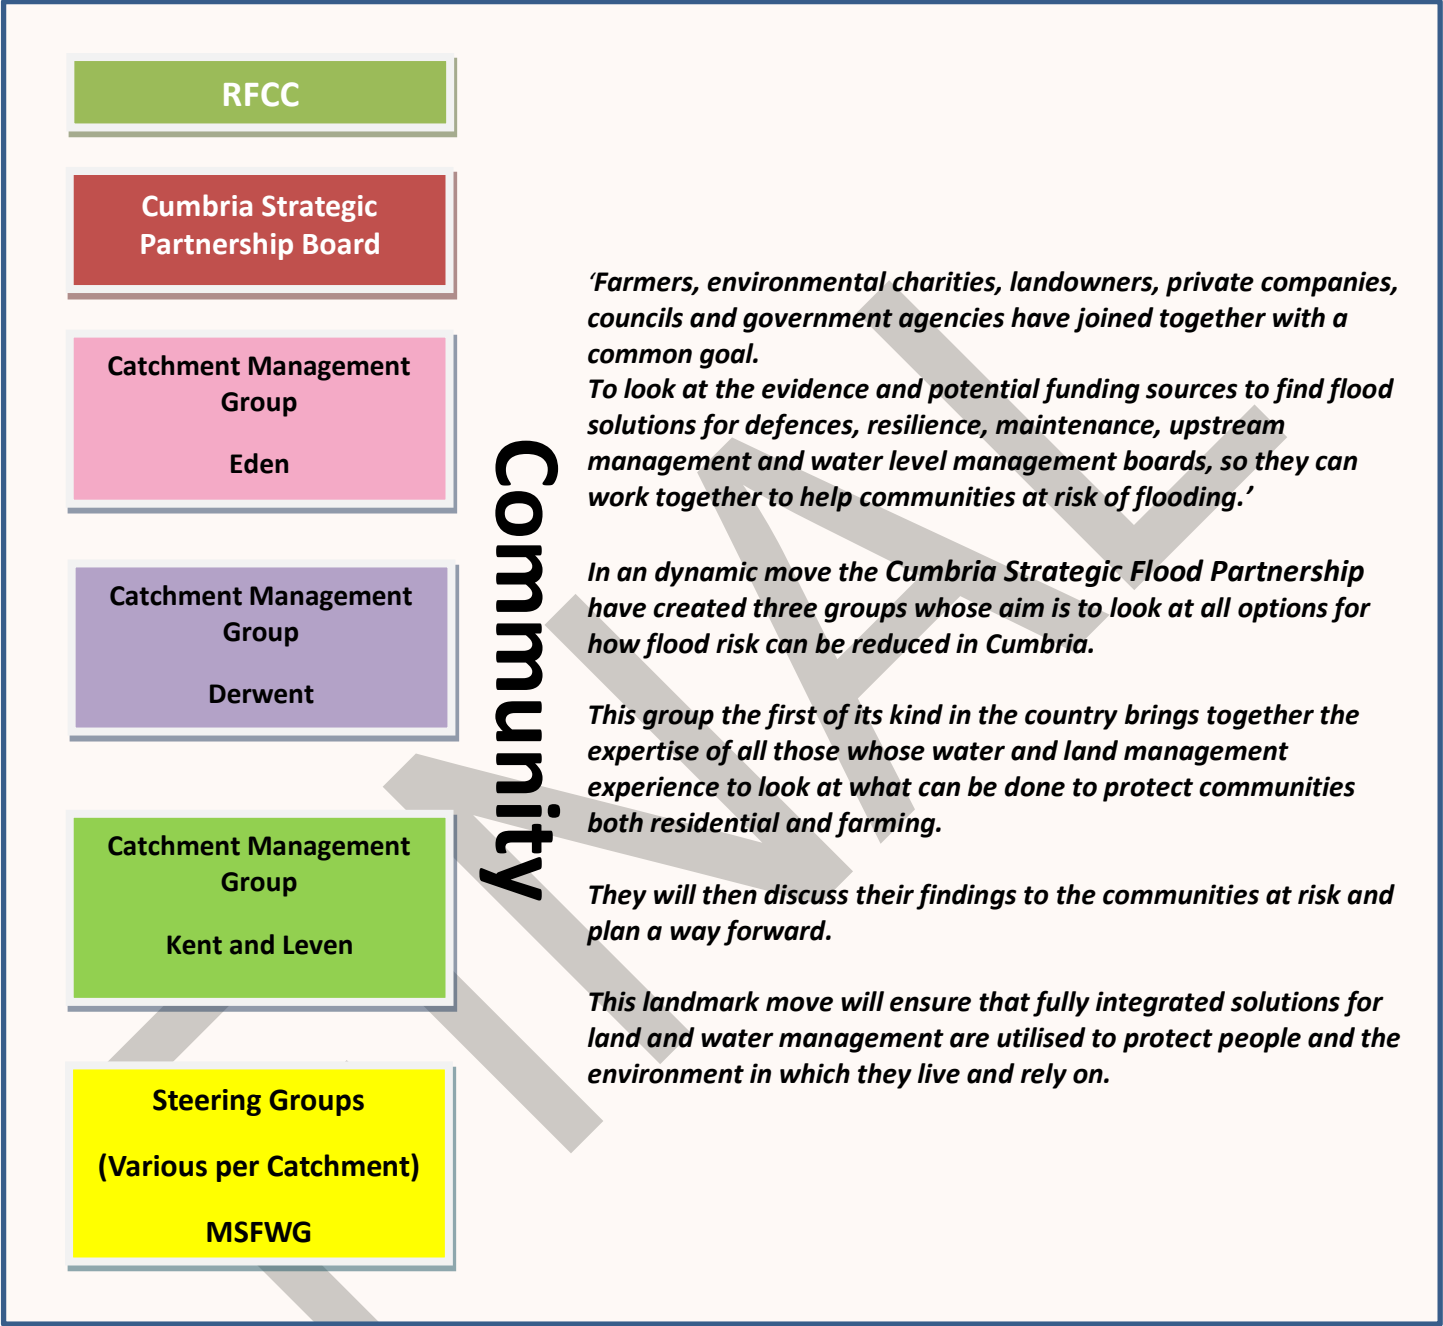 RFCC
Cumbria Strategic
Partnership Board
Catchment Management
Group
Eden
Catchment Management
Group
Derwent
Catchment Management
Group
Kent and Leven
Steering Groups
(Various per Catchment)
MSFWG
Community
‘Farmers, environmental charities, landowners, private companies,
councils and government agencies have joined together with a
common goal.
To look at the evidence and potential funding sources to find flood
solutions for defences, resilience, maintenance, upstream
management and water level management boards, so they can
work together to help communities at risk of flooding.’
In an dynamic move the Cumbria Strategic Flood Partnership
have created three groups whose aim is to look at all options for
how flood risk can be reduced in Cumbria.
This group the first of its kind in the country brings together the
expertise of all those whose water and land management
experience to look at what can be done to protect communities
both residential and farming.
They will then discuss their findings to the communities at risk and
plan a way forward.
This landmark move will ensure that fully integrated solutions for
land and water management are utilised to protect people and the
environment in which they live and rely on.